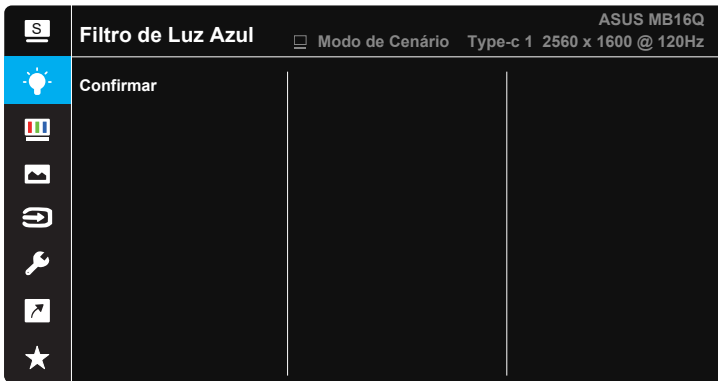 S
ASUS MB16Q
Filtro de Luz Azul
Modo de Cenário Type-c 1 2560 x 1600 @ 120Hz
Confirmar